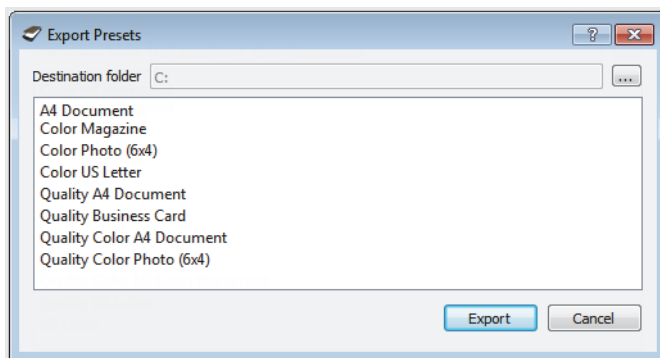 Export Presets
?
Destination folder C: ...
A4 Document
Color Magazine
Color Photo (6x4)
Color US Letter
Quality A4 Document
Quality Business Card
Quality Color A4 Document
Quality Color Photo (6x4)
Export Cancel